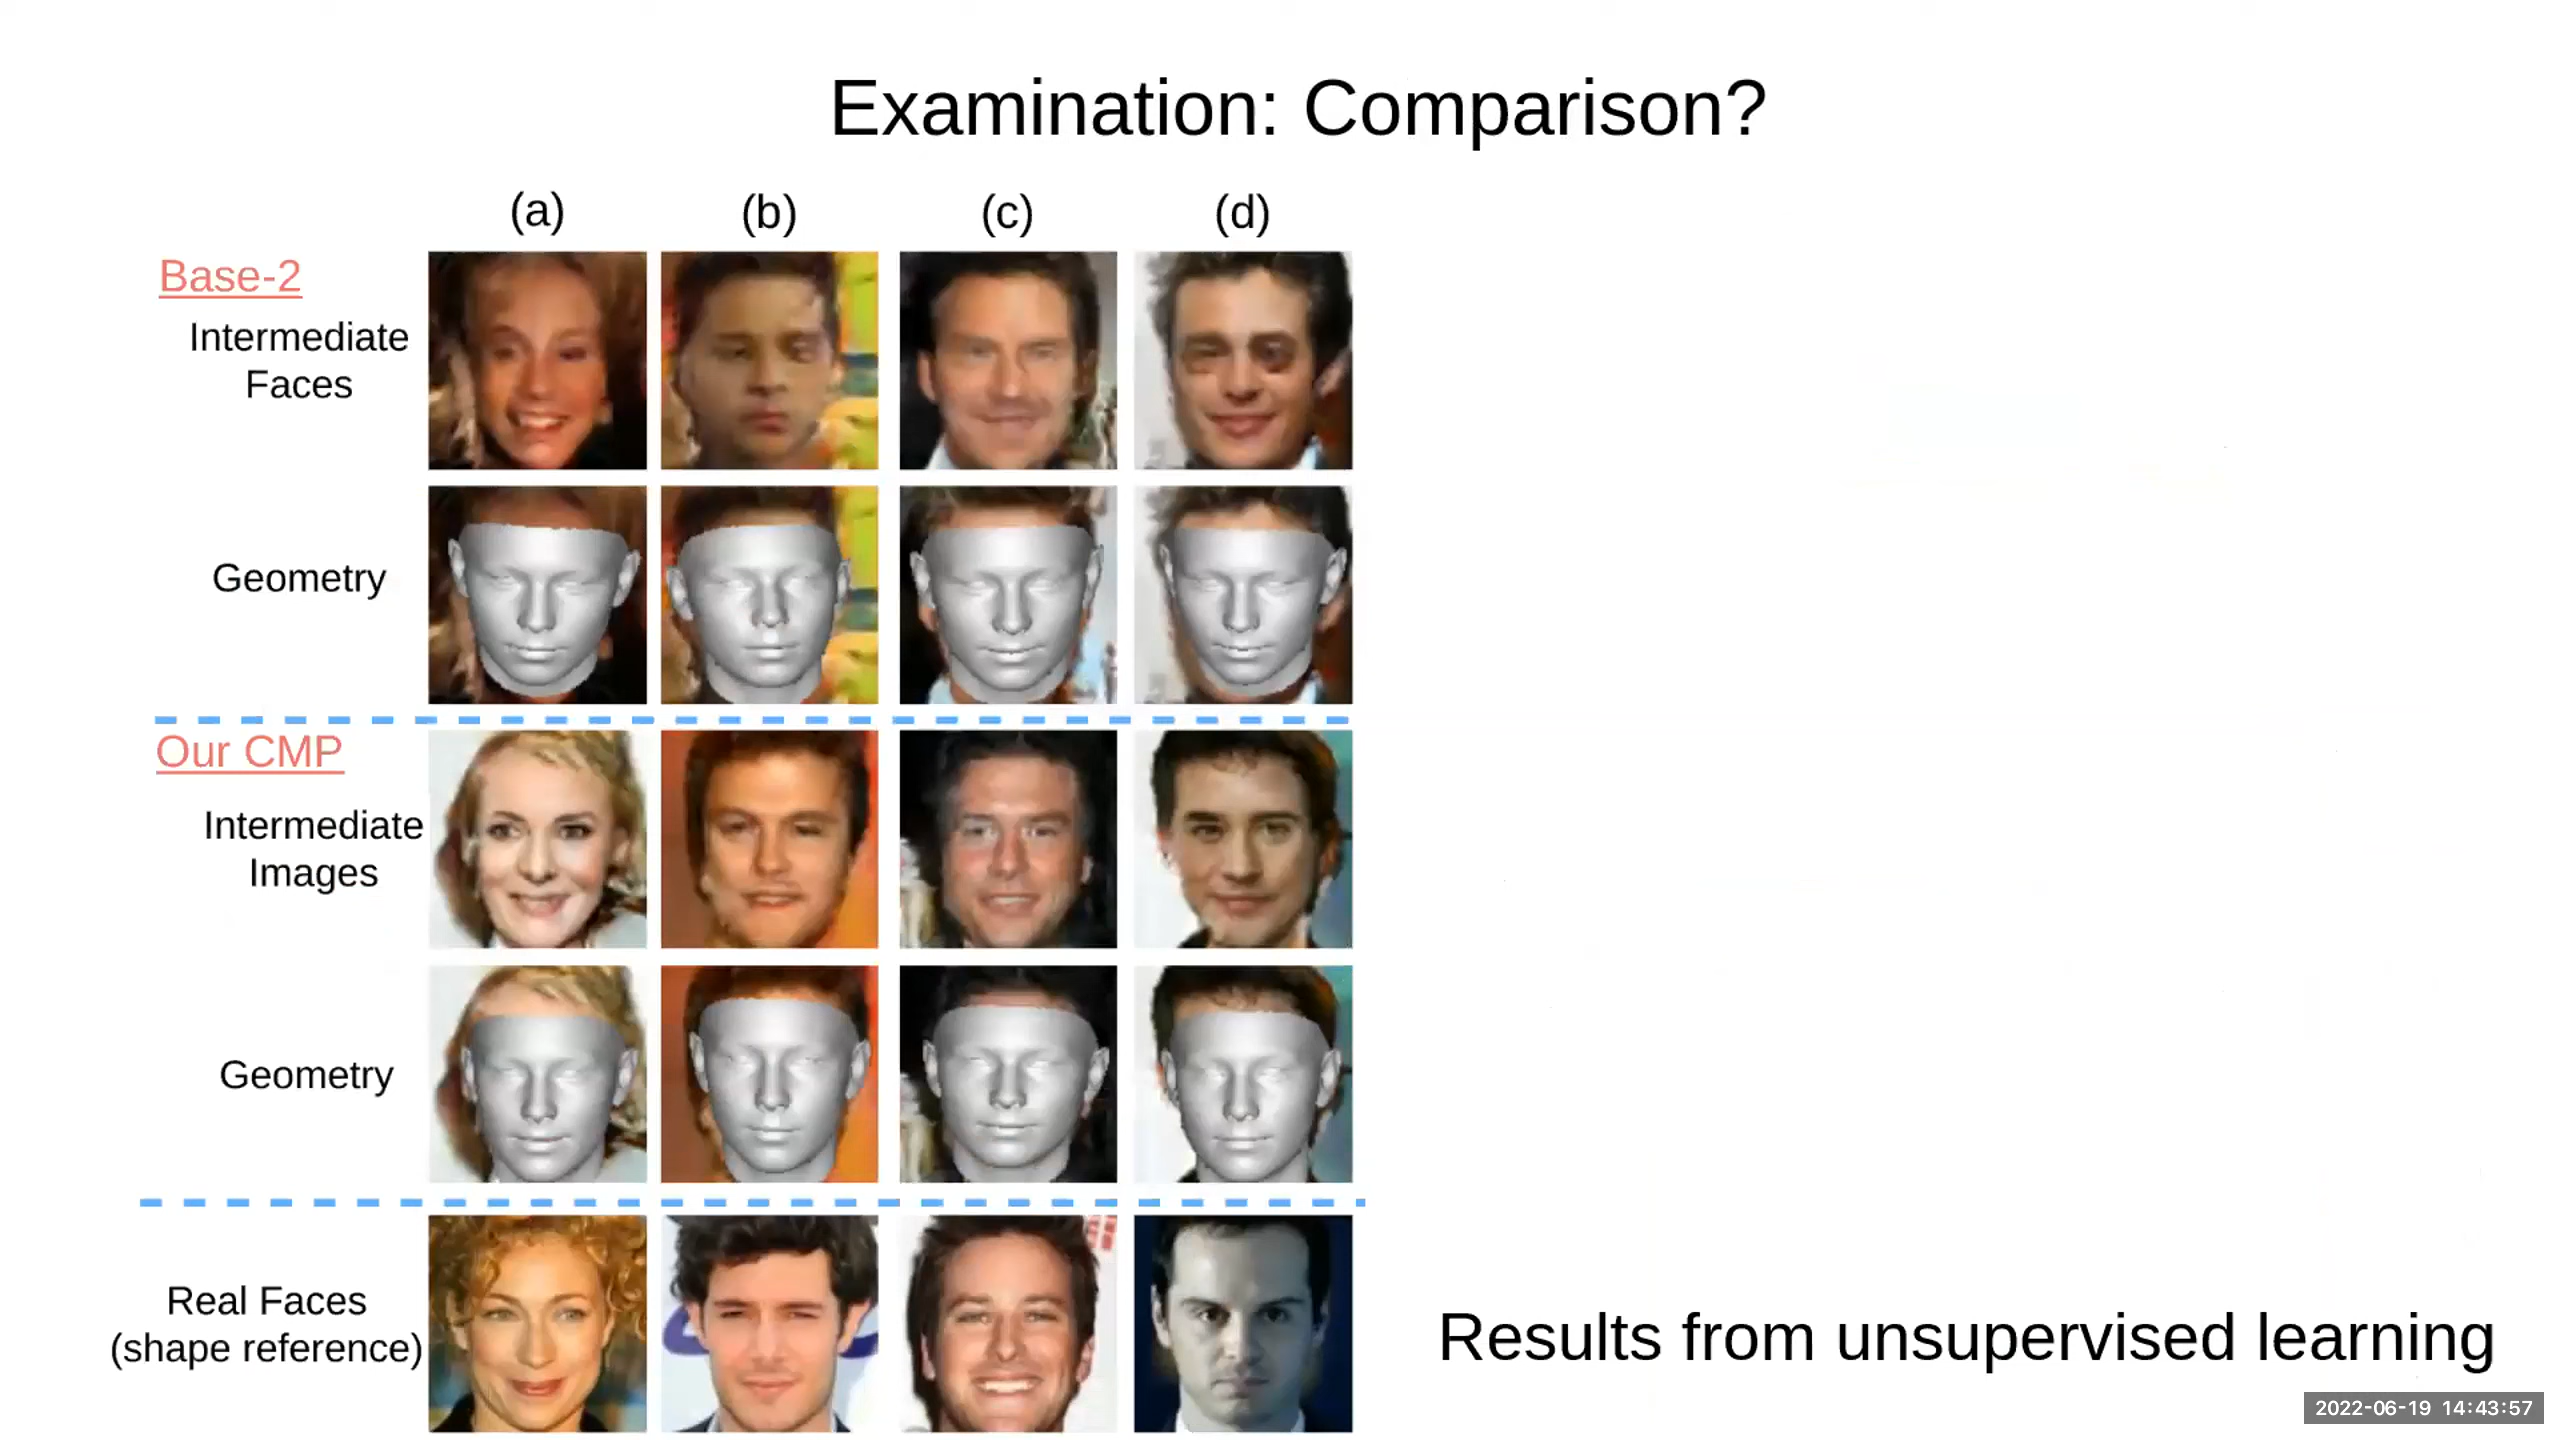 Examination: Comparison?
(a) (b) (c) (d)
Base-2
Intermediate
Faces
Geometry
Our CMP
Intermediate
Images
Geometry
Real Faces
(shape reference)
Results from unsupervised learning
2022-06-19 14:43:57